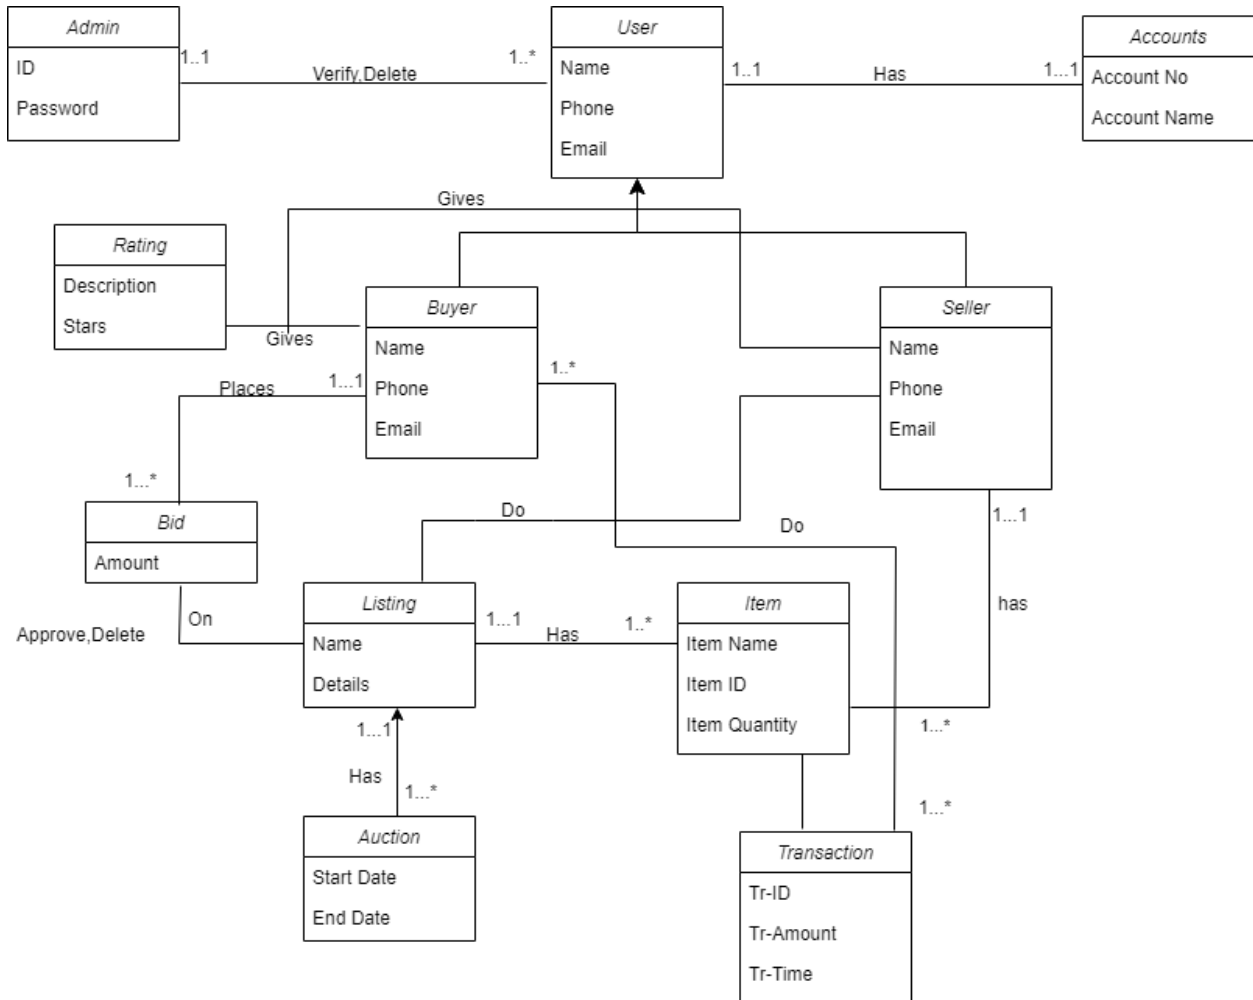 Admin
ID
Password
1..1
Verify,Delete
1..*
User
Name
Phone
Email
1..1
Has
1...1
Accounts
Account No
Account Name
Gives
Rating
Description
Stars
Gives
Buyer
Name
Phone
Email
Seller
Name
Phone
Email
Places
1...1
1..*
1...*
Bid
Amount
Do
Do
1...1
On
Approve,Delete
Listing
Name
Details
1...1
Has
1..*
Item
Item Name
Item ID
Item Quantity
has
1...*
1...1
Has
1...*
Auction
Start Date
End Date
1...*
Transaction
Tr-ID
Tr-Amount
Tr-Time